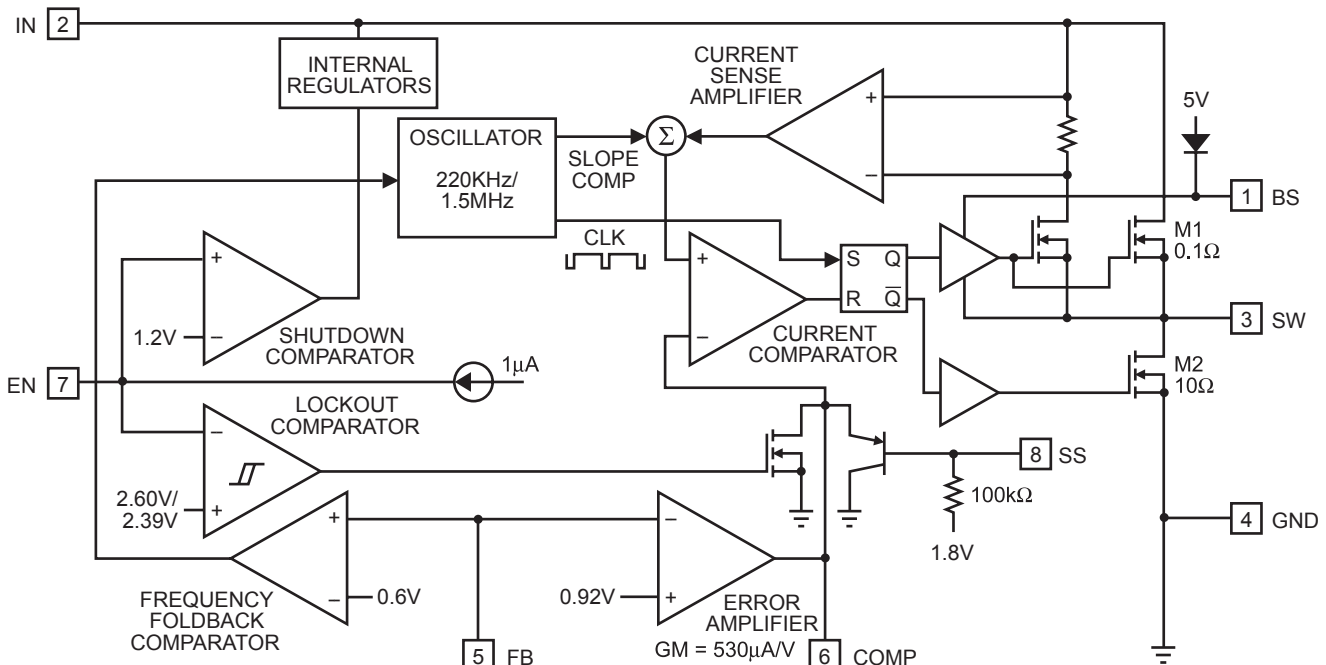 IN 2
INTERNAL
REGULATORS
CURRENT
SENSE
AMPLIFIER
+
−
5V
1 BS
OSCILLATOR
220KHz/
1.5MHz
SLOPE
COMP
Σ
CLK
+
−
CURRENT
COMPARATOR
S Q
R Q̅
M1
0.1Ω
3 SW
M2
10Ω
+
1.2V −
SHUTDOWN
COMPARATOR
EN 7
1µA
LOCKOUT
COMPARATOR
−
2.60V/
2.39V
+
8 SS
100kΩ
1.8V
4 GND
+
− 0.6V
FREQUENCY
FOLDBACK
COMPARATOR
−
0.92V +
ERROR
AMPLIFIER
GM = 530µA/V
5 FB
6 COMP